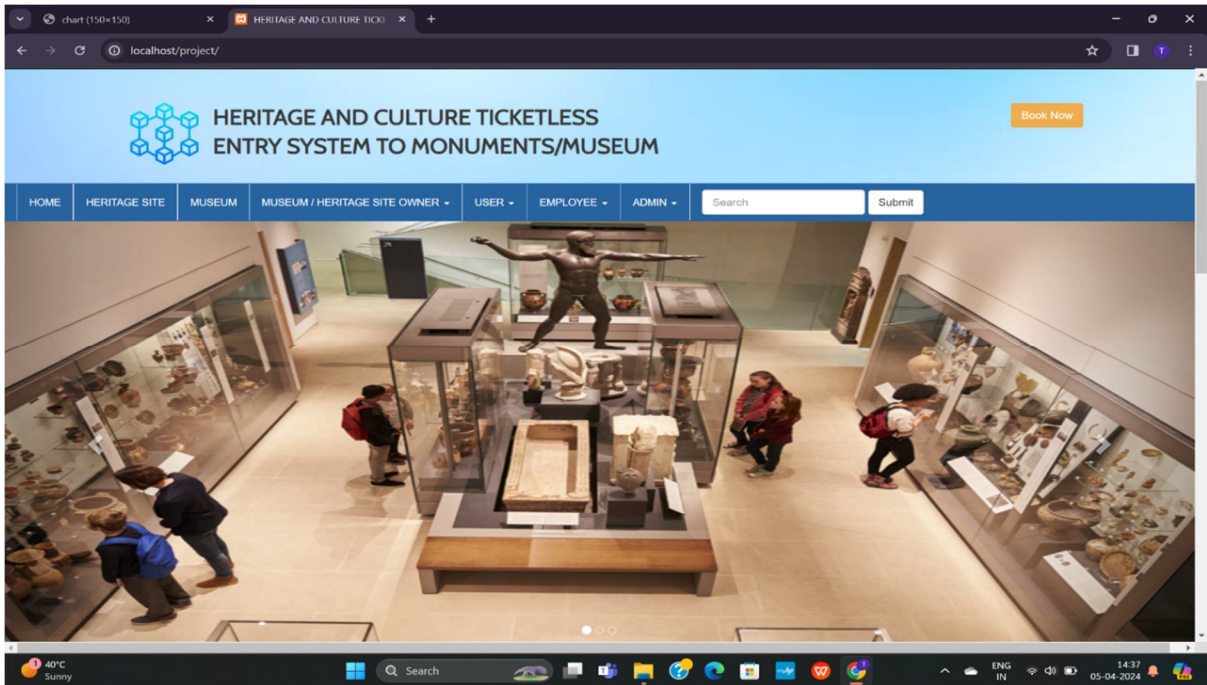 chart (150×150)
HERITAGE AND CULTURE TICKE
localhost/project/
T
HERITAGE AND CULTURE TICKETLESS
ENTRY SYSTEM TO MONUMENTS/MUSEUM
Book Now
HOME HERITAGE SITE MUSEUM MUSEUM / HERITAGE SITE OWNER USER EMPLOYEE ADMIN Search Submit
1
40°C
Sunny
Search
ENG
IN
14:37
05-04-2024